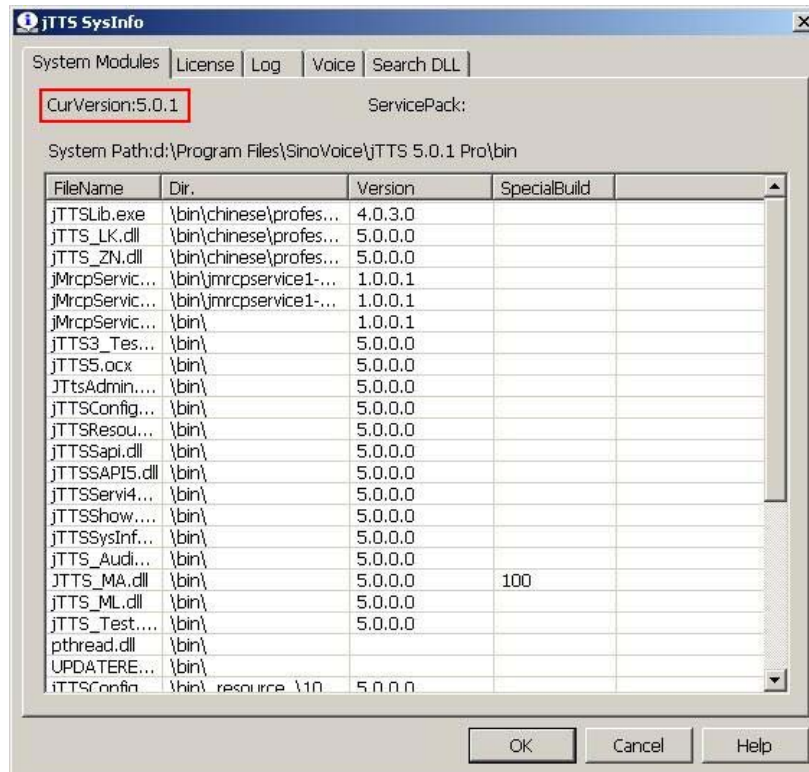 jTTS SysInfo
System Modules License Log Voice Search DLL
CurVersion:5.0.1 ServicePack:
System Path:d:\Program Files\SinoVoice\jTTS 5.0.1 Pro\bin
FileName Dir. Version SpecialBuild
jTTSLib.exe \bin\chinese\profes... 4.0.3.0
jTTS_LK.dll \bin\chinese\profes... 5.0.0.0
jTTS_ZN.dll \bin\chinese\profes... 5.0.0.0
jMrcpServic... \bin\jmrcpservice1-... 1.0.0.1
jMrcpServic... \bin\jmrcpservice1-... 1.0.0.1
jMrcpServic... \bin\ 1.0.0.1
jTTS3_Tes... \bin\ 5.0.0.0
jTTS5.ocx \bin\ 5.0.0.0
JTtsAdmin.... \bin\ 5.0.0.0
jTTSConfig... \bin\ 5.0.0.0
jTTSResou... \bin\ 5.0.0.0
jTTSSapi.dll \bin\ 5.0.0.0
jTTSSAPI5.dll \bin\ 5.0.0.0
jTTSServi4... \bin\ 5.0.0.0
jTTSShow.... \bin\ 5.0.0.0
jTTSSysInf... \bin\ 5.0.0.0
jTTS_Audi... \bin\ 5.0.0.0
JTTS_MA.dll \bin\ 5.0.0.0 100
jTTS_ML.dll \bin\ 5.0.0.0
jTTS_Test.... \bin\ 5.0.0.0
pthread.dll \bin\
UPDATERE... \bin\
jTTSConfig \bin\_resource_\10 5.0.0.0
OK Cancel Help